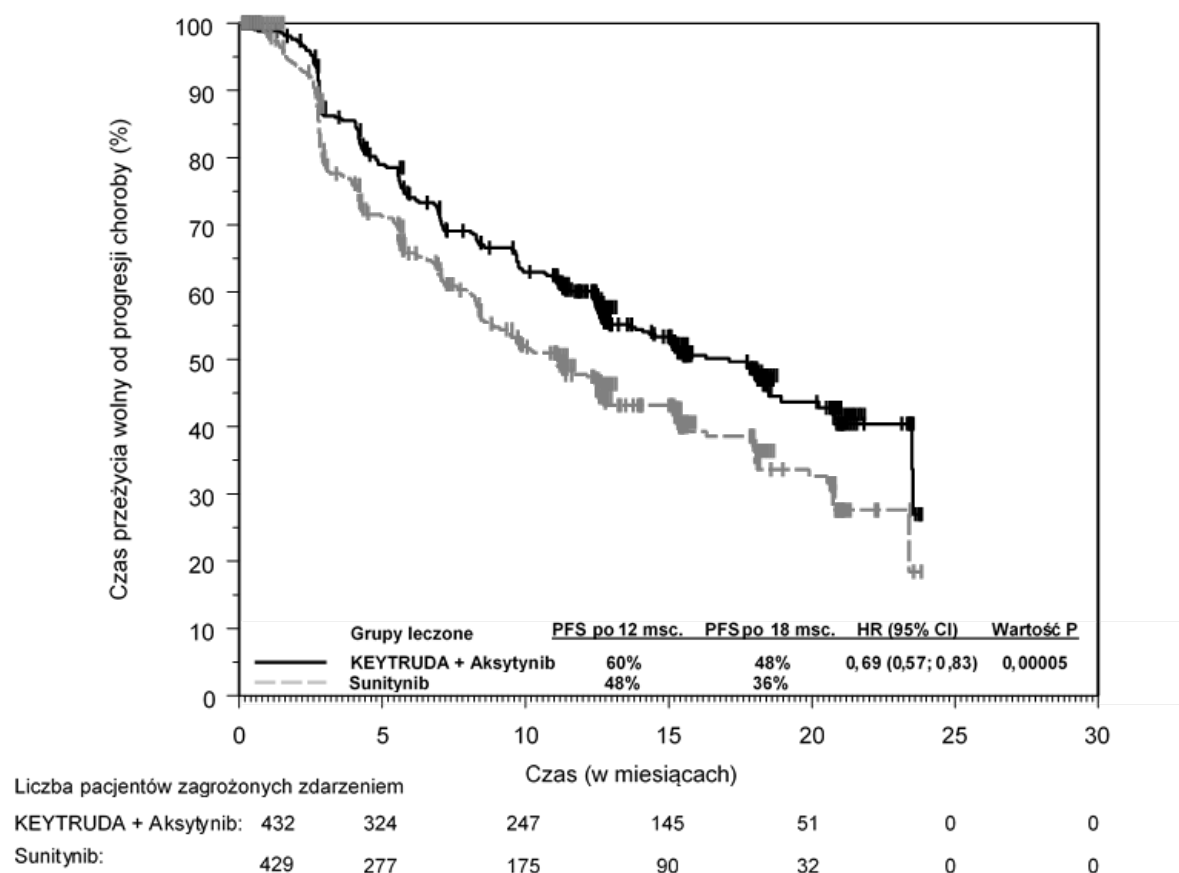 100
90
80
70
60
50
40
30
20
10
0
Czas przeżycia wolny od progresji choroby (%)
Grupy leczone PFS po 12 msc. PFS po 18 msc. HR (95% CI) Wartość P
KEYTRUDA + Aksytynib 60% 48% 0,69 (0,57; 0,83) 0,00005
Sunitynib 48% 36%
0 5 10 15 20 25 30
Czas (w miesiącach)
Liczba pacjentów zagrożonych zdarzeniem
KEYTRUDA + Aksytynib: 432 324 247 145 51 0 0
Sunitynib: 429 277 175 90 32 0 0